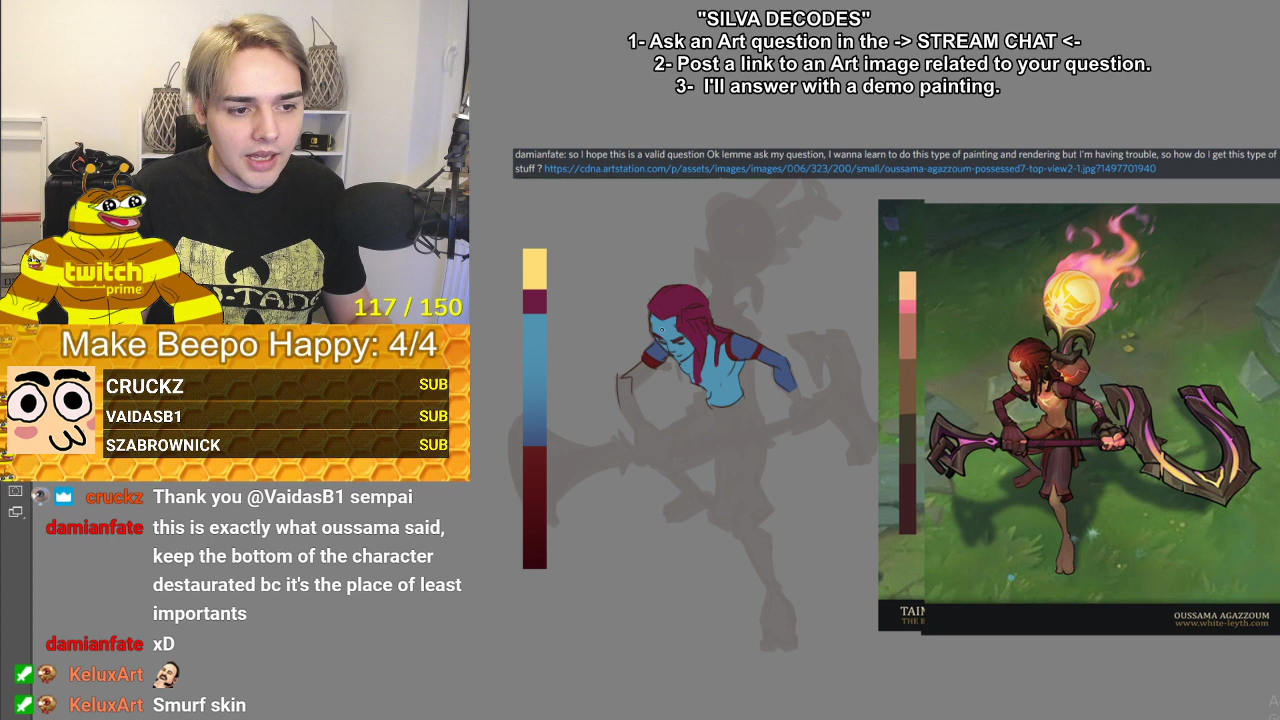 "SILVA DECODES"
1- Ask an Art question in the -> STREAM CHAT <-
2- Post a link to an Art image related to your question.
3- I'll answer with a demo painting.
damianfate: so I hope this is a valid question Ok lemme ask my question, I wanna learn to do this type of painting and rendering but I'm having trouble, so how do I get this type of
stuff ? https://cdna.artstation.com/p/assets/images/images/006/323/200/small/oussama-agazzoum-possessed7-top-view2-1.jpg?1497701940
twitch
prime
117 / 150
Make Beepo Happy: 4/4
CRUCKZ SUB
VAIDASB1 SUB
SZABROWNICK SUB
cruckz Thank you @VaidasB1 sempai
damianfate this is exactly what oussama said,
keep the bottom of the character
destaurated bc it's the place of least
importants
damianfate xD
KeluxArt
KeluxArt Smurf skin
OUSSAMA AGAZZOUM
www.white-leyth.com